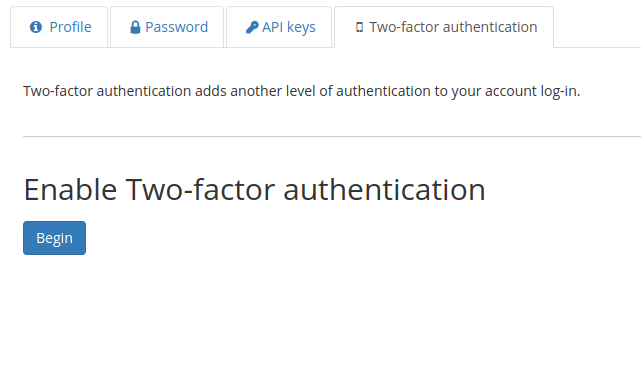 Profile Password API keys Two-factor authentication
Two-factor authentication adds another level of authentication to your account log-in.
Enable Two-factor authentication
Begin